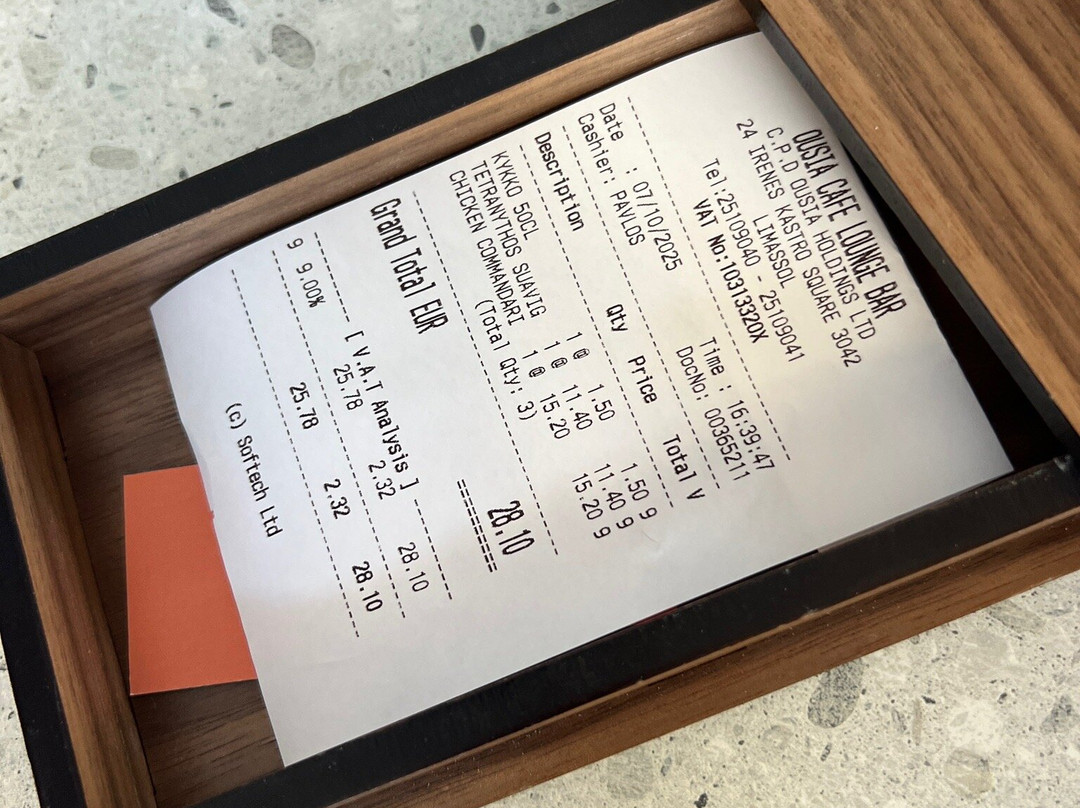 OUSIA CAFE LOUNGE BAR
C.P.D OUSIA HOLDINGS LTD
24 IRENES KASTRO SQUARE 3042
LIMASSOL
Tel:25109040 - 25109041
VAT No:10313320X
Date : 07/10/2025 Time : 16:39:47
Cashier: PAVLOS DocNo: 00365211
Description Qty Price Total V
KYKKO 50CL 1 @ 1.50 1.50 9
TETRANYTHOS SUAVIG 1 @ 11.40 11.40 9
CHICKEN COMMANDARI 1 @ 15.20 15.20 9
(Total Qty: 3)
Grand Total EUR 28.10
[ V.A.T Analysis ]
9 9.00% 25.78 2.32 28.10
25.78 2.32 28.10
(c) Softech Ltd